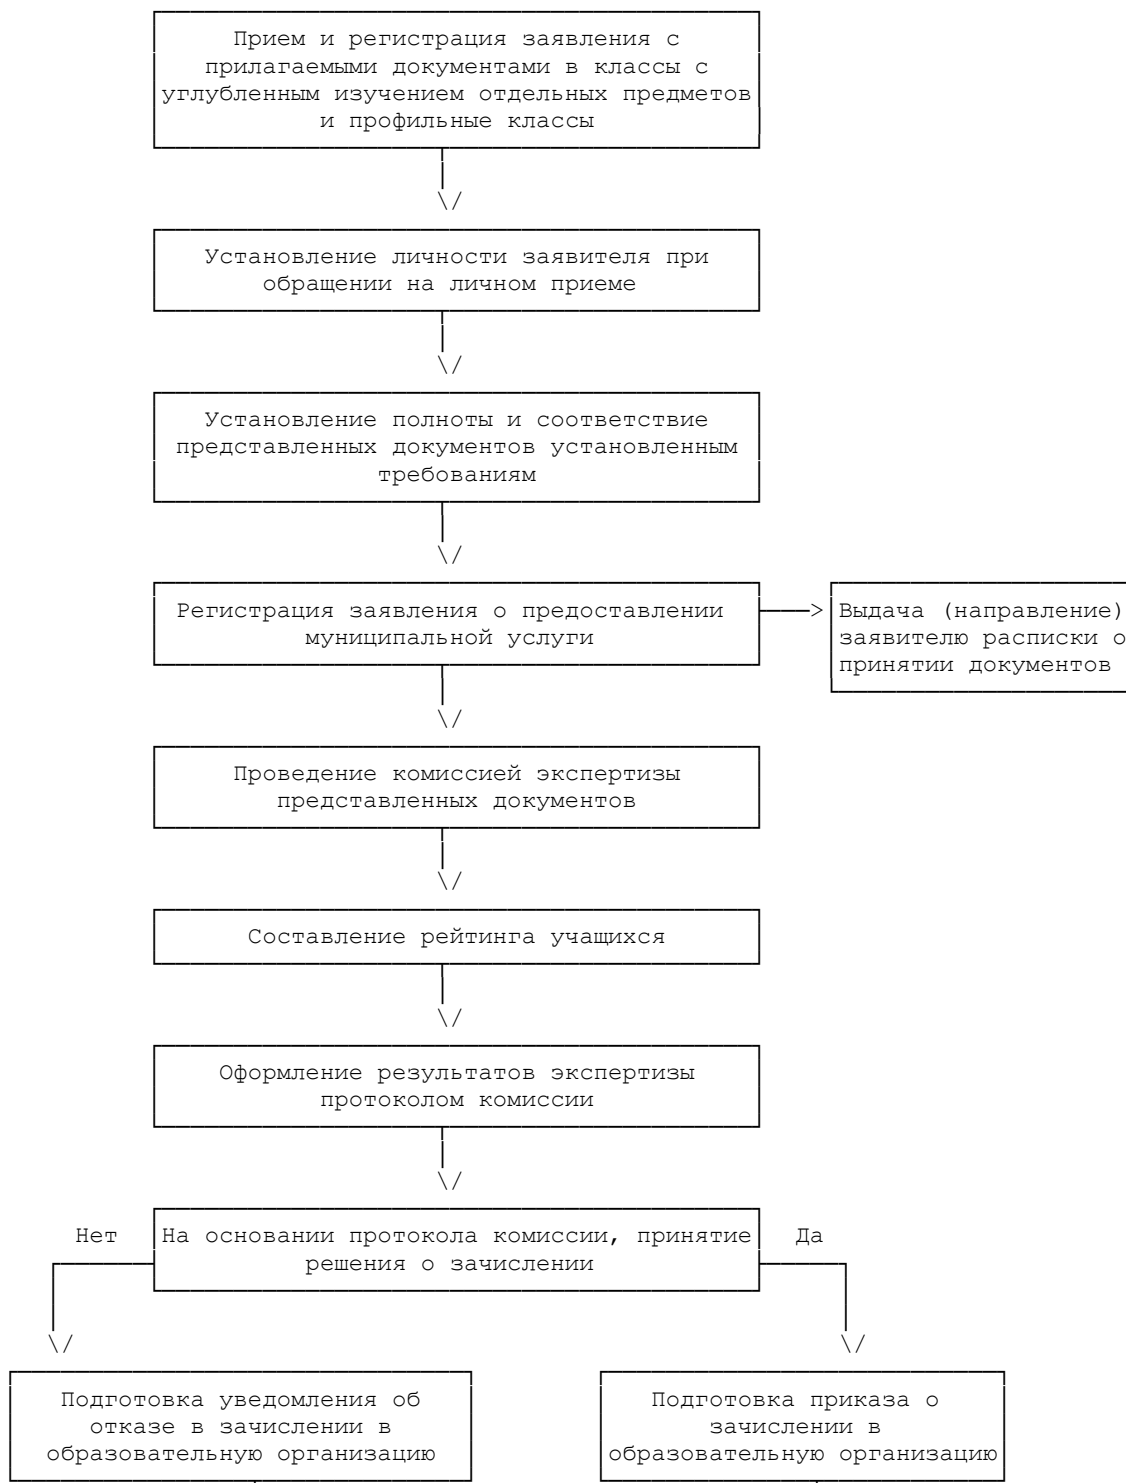 Прием и регистрация заявления с
прилагаемыми документами в классы с
углубленным изучением отдельных предметов
и профильные классы
Установление личности заявителя при
обращении на личном приеме
Установление полноты и соответствие
представленных документов установленным
требованиям
Регистрация заявления о предоставлении
муниципальной услуги
Выдача (направление)
заявителю расписки о
принятии документов
Проведение комиссией экспертизы
представленных документов
Составление рейтинга учащихся
Оформление результатов экспертизы
протоколом комиссии
Нет
На основании протокола комиссии, принятие
решения о зачислении
Да
Подготовка уведомления об
отказе в зачислении в
образовательную организацию
Подготовка приказа о
зачислении в
образовательную организацию